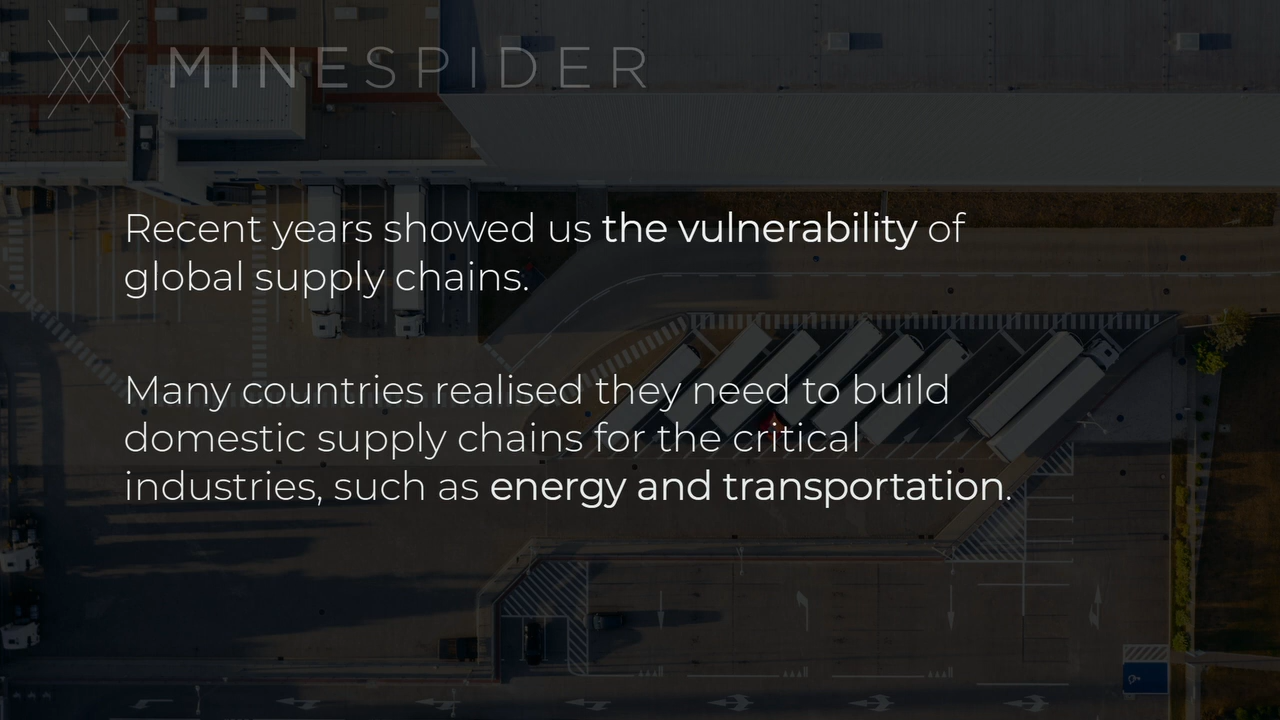 MINESPIDER
Recent years showed us the vulnerability of
global supply chains.
Many countries realised they need to build
domestic supply chains for the critical
industries, such as energy and transportation.